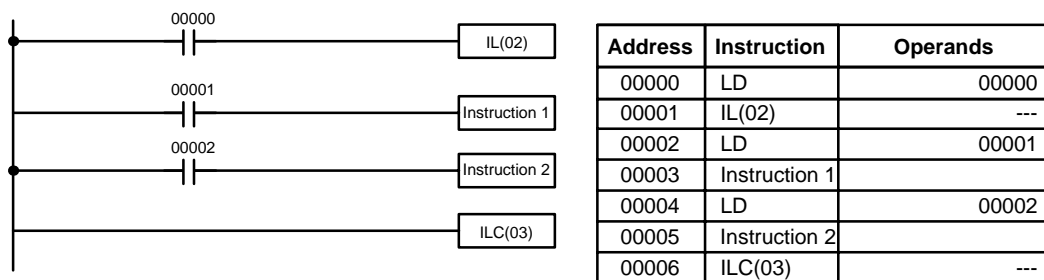 00000
IL(02)
00001
Instruction 1
00002
Instruction 2
ILC(03)
Address Instruction Operands
00000 LD 00000
00001 IL(02) ---
00002 LD 00001
00003 Instruction 1
00004 LD 00002
00005 Instruction 2
00006 ILC(03) ---